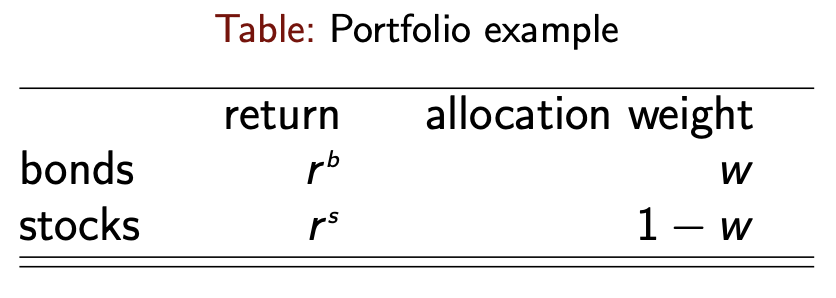 Table: Portfolio example
return allocation weight
bonds r^b w
stocks r^s 1 − w